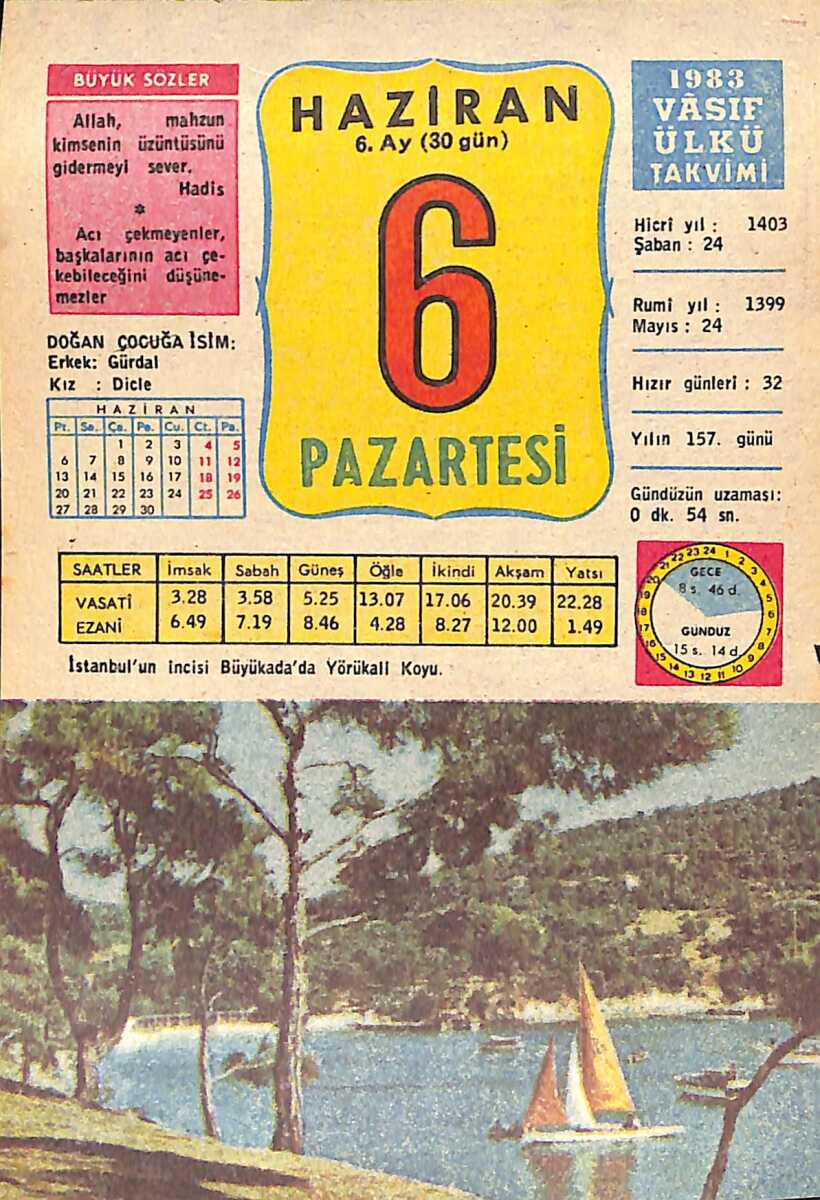 BÜYÜK SÖZLER
Allah, mahzun
kimsenin üzüntüsünü
gidermeyi sever.
Hadis
*
Acı çekmeyenler,
başkalarının acı çe-
kebileceğini düşüne-
mezler
DOĞAN ÇOCUĞA İSİM:
Erkek: Gürdal
Kız : Dicle
HAZİRAN
Pt. Sa. Ça. Pe. Cu. Ct. Pa.
1 2 3 4 5
6 7 8 9 10 11 12
13 14 15 16 17 18 19
20 21 22 23 24 25 26
27 28 29 30
HAZİRAN
6. Ay (30 gün)
6
PAZARTESİ
1983
VÂSIF
ÜLKÜ
TAKVİMİ
Hicrî yıl : 1403
Şaban : 24
Rumî yıl : 1399
Mayıs : 24
Hızır günleri : 32
Yılın 157. günü
Gündüzün uzaması:
0 dk. 54 sn.
SAATLER İmsak Sabah Güneş Öğle İkindi Akşam Yatsı
VASATÎ 3.28 3.58 5.25 13.07 17.06 20.39 22.28
EZANİ 6.49 7.19 8.46 4.28 8.27 12.00 1.49
GECE
8 s. 46 d.
GÜNDÜZ
15 s. 14 d.
İstanbul'un incisi Büyükada'da Yörükali Koyu.